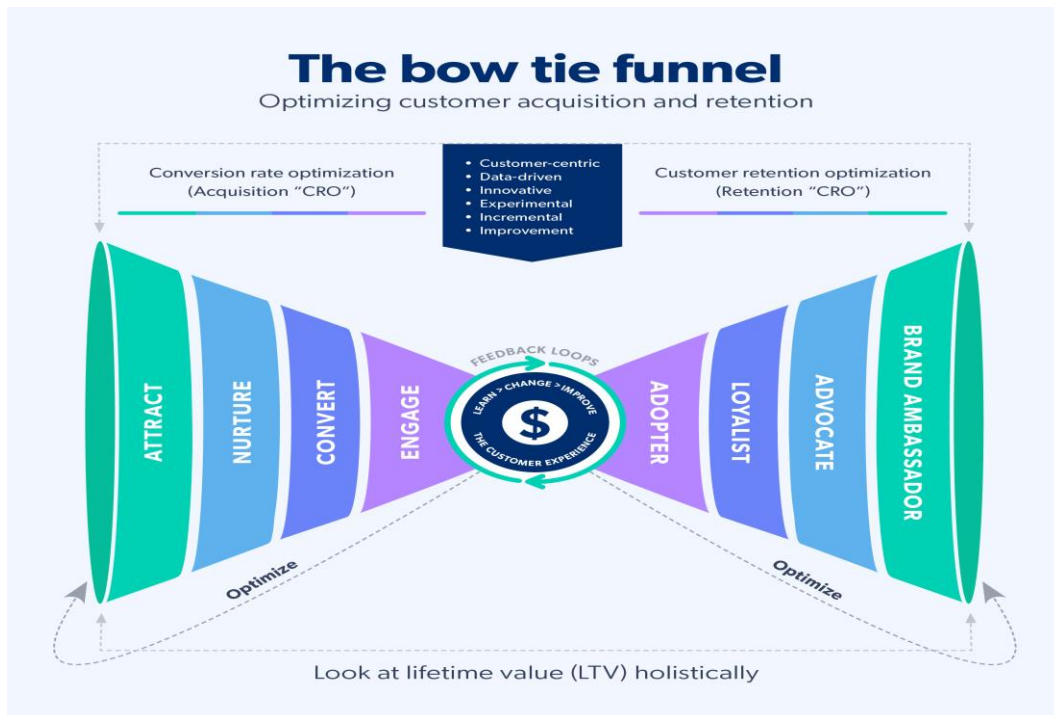 The bow tie funnel
Optimizing customer acquisition and retention
Conversion rate optimization
(Acquisition “CRO”)
• Customer-centric
• Data-driven
• Innovative
• Experimental
• Incremental
• Improvement
Customer retention optimization
(Retention “CRO”)
ATTRACT
NURTURE
CONVERT
ENGAGE
FEEDBACK LOOPS
LEARN > CHANGE > IMPROVE
$
THE CUSTOMER EXPERIENCE
ADOPTER
LOYALIST
ADVOCATE
BRAND AMBASSADOR
Optimize
Optimize
Look at lifetime value (LTV) holistically